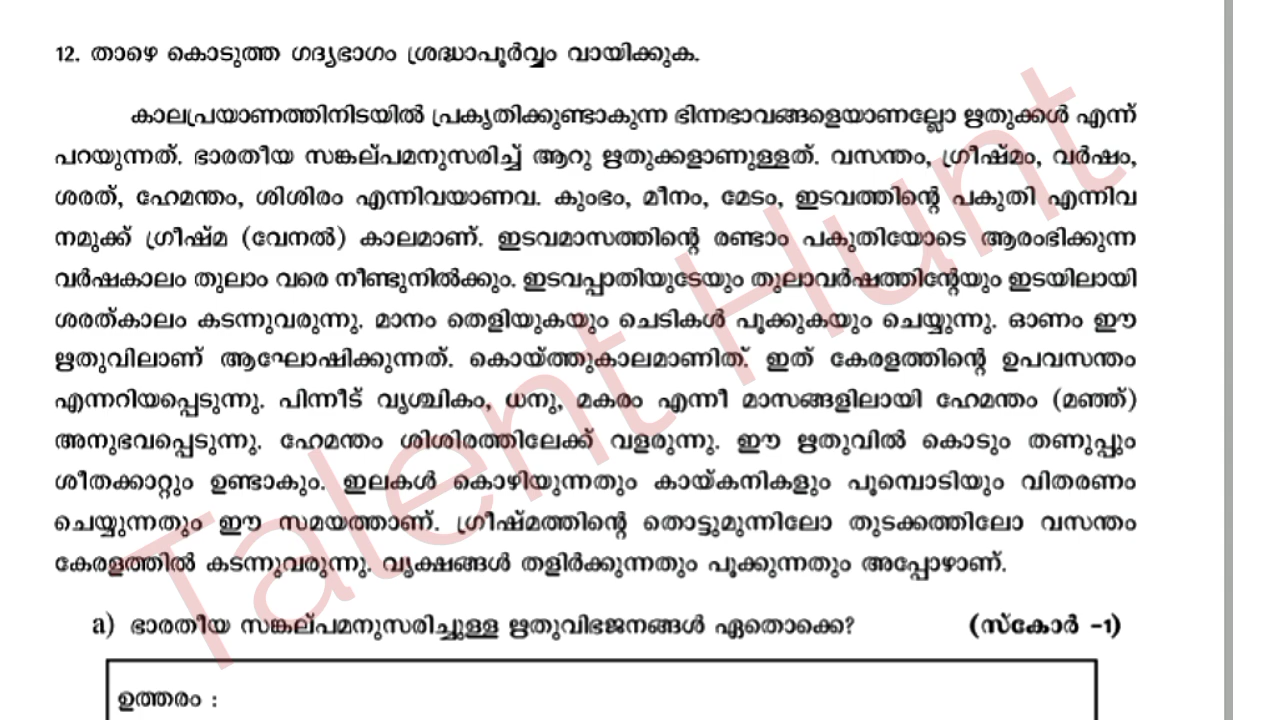 12. താഴെ കൊടുത്ത ഗദ്യഭാഗം ശ്രദ്ധാപൂർവ്വം വായിക്കുക.
കാലപ്രയാണത്തിനിടയിൽ പ്രകൃതിക്കുണ്ടാകുന്ന ഭിന്നഭാവങ്ങളെയാണല്ലോ ഋതുക്കൾ എന്ന്
പറയുന്നത്. ഭാരതീയ സങ്കല്പമനുസരിച്ച് ആറു ഋതുക്കളാണുള്ളത്. വസന്തം, ഗ്രീഷ്മം, വർഷം,
ശരത്, ഹേമന്തം, ശിശിരം എന്നിവയാണവ. കുംഭം, മീനം, മേടം, ഇടവത്തിന്റെ പകുതി എന്നിവ
നമുക്ക് ഗ്രീഷ്മ (വേനൽ) കാലമാണ്. ഇടവമാസത്തിന്റെ രണ്ടാം പകുതിയോടെ ആരംഭിക്കുന്ന
വർഷകാലം തുലാം വരെ നീണ്ടുനിൽക്കും. ഇടവപ്പാതിയുടേയും തുലാവർഷത്തിന്റേയും ഇടയിലായി
ശരത്കാലം കടന്നുവരുന്നു. മാനം തെളിയുകയും ചെടികൾ പൂക്കുകയും ചെയ്യുന്നു. ഓണം ഈ
ഋതുവിലാണ് ആഘോഷിക്കുന്നത്. കൊയ്ത്തുകാലമാണിത്. ഇത് കേരളത്തിന്റെ ഉപവസന്തം
എന്നറിയപ്പെടുന്നു. പിന്നീട് വൃശ്ചികം, ധനു, മകരം എന്നീ മാസങ്ങളിലായി ഹേമന്തം (മഞ്ഞ്)
അനുഭവപ്പെടുന്നു. ഹേമന്തം ശിശിരത്തിലേക്ക് വളരുന്നു. ഈ ഋതുവിൽ കൊടും തണുപ്പും
ശീതക്കാറ്റും ഉണ്ടാകും. ഇലകൾ കൊഴിയുന്നതും കായ്കനികളും പൂമ്പൊടിയും വിതരണം
ചെയ്യുന്നതും ഈ സമയത്താണ്. ഗ്രീഷ്മത്തിന്റെ തൊട്ടുമുന്നിലോ തുടക്കത്തിലോ വസന്തം
കേരളത്തിൽ കടന്നുവരുന്നു. വൃക്ഷങ്ങൾ തളിർക്കുന്നതും പൂക്കുന്നതും അപ്പോഴാണ്.
a) ഭാരതീയ സങ്കല്പമനുസരിച്ചുള്ള ഋതുവിഭജനങ്ങൾ ഏതൊക്കെ? (സ്കോർ -1)
ഉത്തരം :
Talent Hunt